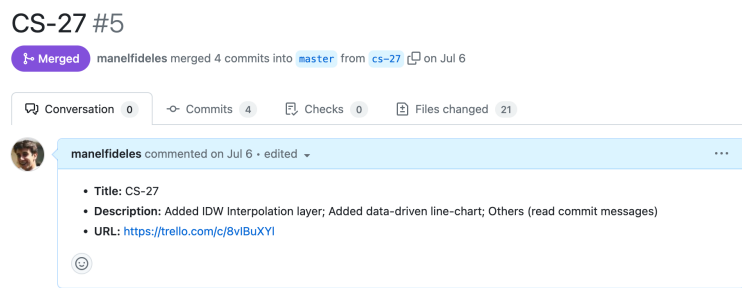 CS-27 #5
Merged manelfideles merged 4 commits into master from cs-27 on Jul 6
Conversation 0 Commits 4 Checks 0 Files changed 21
manelfideles commented on Jul 6 • edited
• Title: CS-27
• Description: Added IDW Interpolation layer; Added data-driven line-chart; Others (read commit messages)
• URL: https://trello.com/c/8vIBuXYl